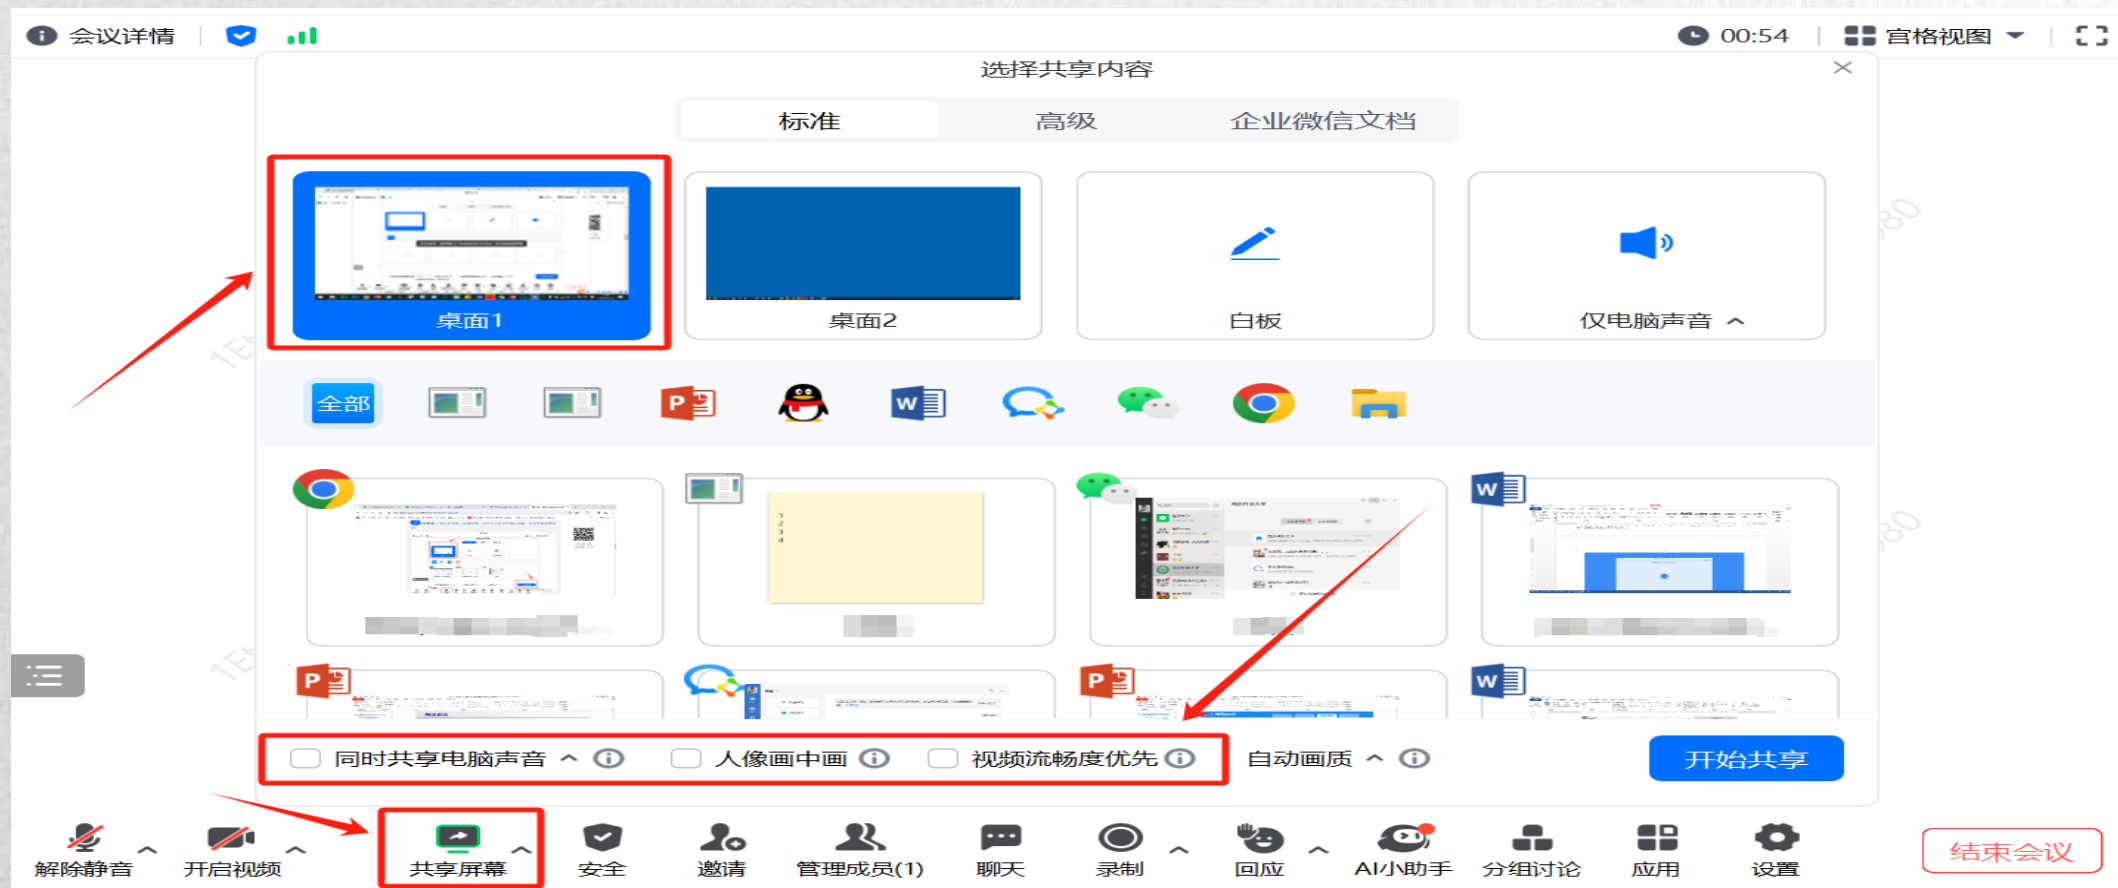 会议详情
00:54
宫格视图
选择共享内容
标准 高级 企业微信文档
桌面1 桌面2 白板 仅电脑声音
全部
1
2
3
4
同时共享电脑声音 人像画中画 视频流畅度优先 自动画质 开始共享
解除静音 开启视频 共享屏幕 安全 邀请 管理成员(1) 聊天 录制 回应 AI小助手 分组讨论 应用 设置 结束会议